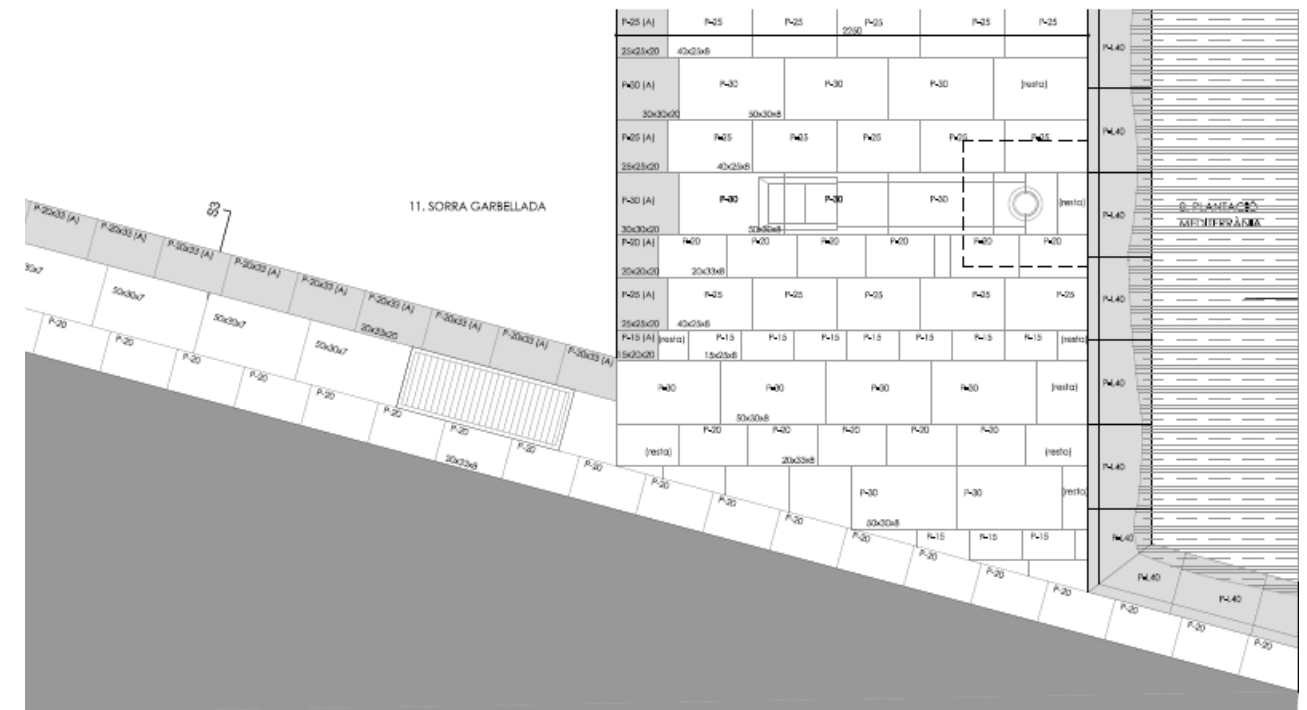 P-25 (A) P-25 P-25 P-25 P-25 P-25
2250
25x25x20 40x25x8
P-L40
P-30 (A) P-30 P-30 P-30 (resta)
30x30x20 50x30x8
P-25 (A) P-25 P-25 P-25 P-25 P-25
P-L40
25x25x20 40x25x8
P-30 (A) P-30 P-30 P-30 (resta)
30x30x20 50x30x8
P-L40
11. SORRA GARBELLADA
8. PLANTACIÓ
MEDITERRÀNIA
S3
P-20 (A) P-20 P-20 P-20 P-20 P-20 P-20
20x20x20 20x33x8
P-25 (A) P-25 P-25 P-25 P-25 P-25
P-L40
25x25x20 40x25x8
P-15 (A) (resta) P-15 P-15 P-15 P-15 P-15 P-15 P-15 (resta)
15x20x20 15x25x8
P-30 P-30 P-30 P-30 (resta)
P-L40
50x30x8
P-20 P-20 P-20 P-20 P-20
(resta) (resta)
20x33x8
P-L40
P-30 P-30 (resta)
50x30x8
P-15 P-15 P-15
P-L40
P-L40
P-L40
P-20x33 (A) P-20x33 (A) P-20x33 (A) P-20x33 (A) P-20x33 (A) P-20x33 (A) P-20x33 (A) P-20x33 (A) P-20x33 (A)
20x33x20
50x30x7 50x30x7 50x30x7
P-20 P-20 P-20 P-20 P-20 P-20 P-20 P-20 P-20 P-20 P-20 P-20 P-20 P-20 P-20 P-20 P-20 P-20 P-20
20x33x8